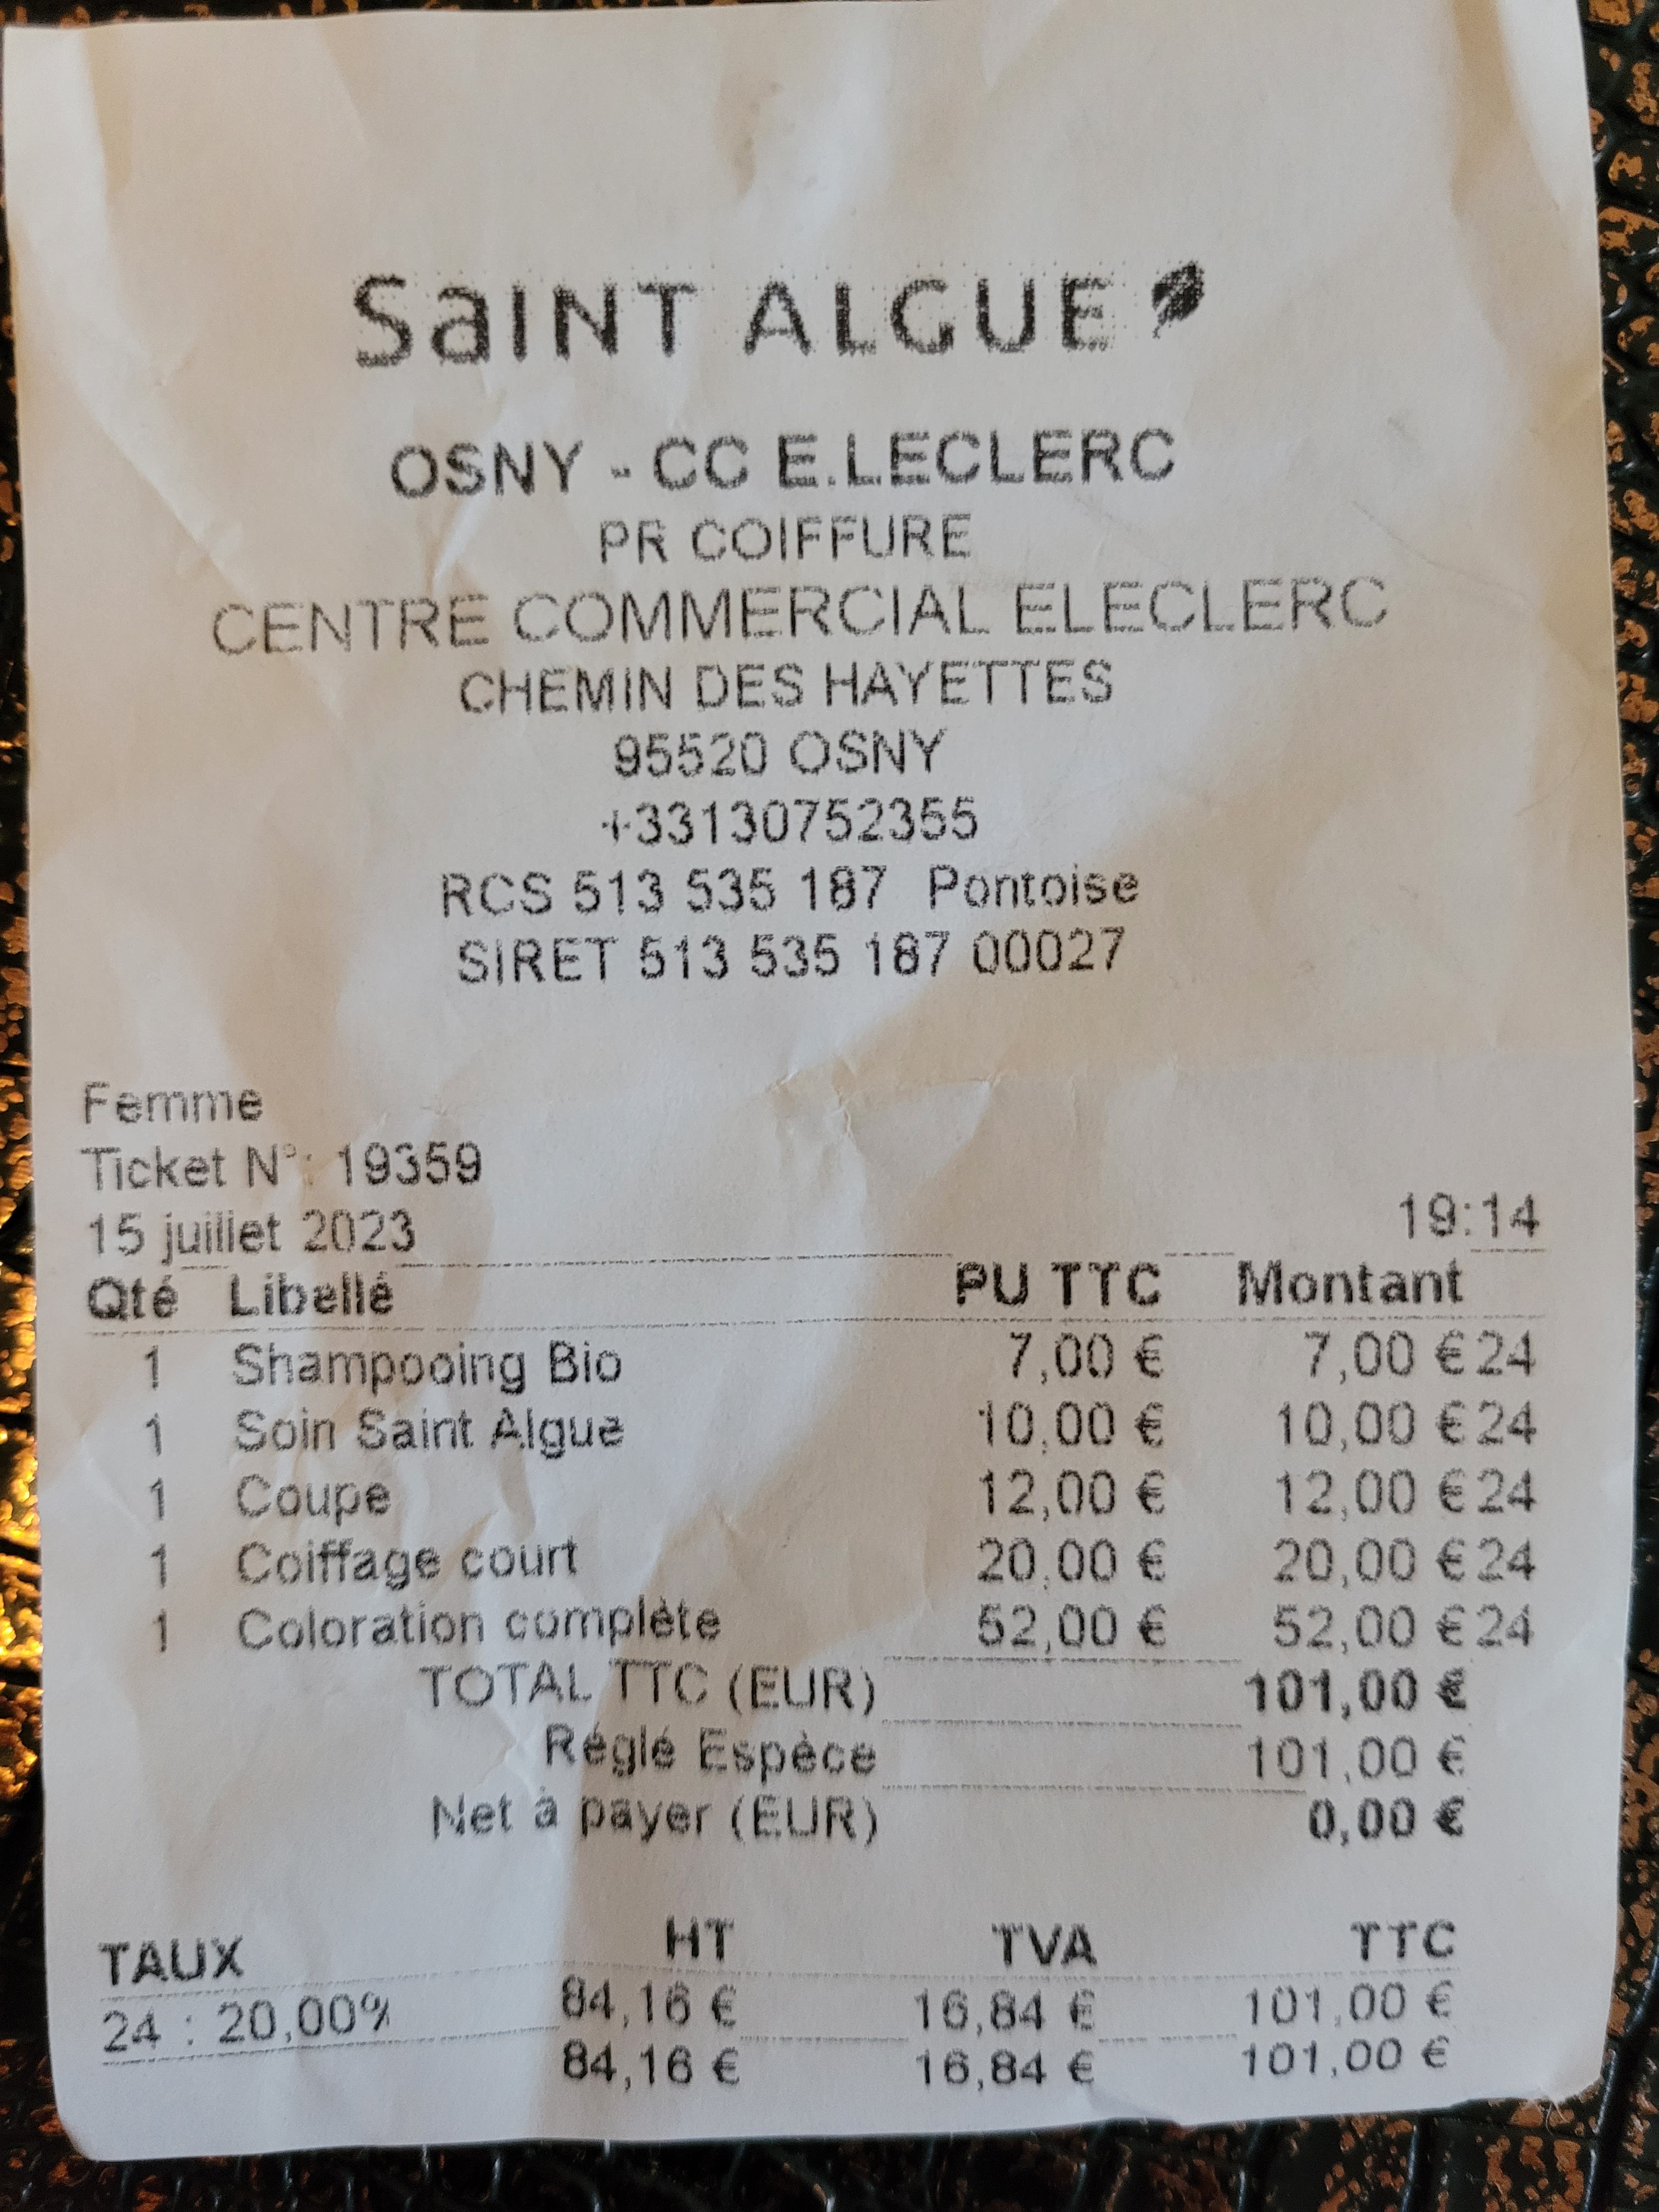 SaINT ALGUE
OSNY - CC E.LECLERC
PR COIFFURE
CENTRE COMMERCIAL ELECLERC
CHEMIN DES HAYETTES
95520 OSNY
+33130752355
RCS 513 535 187 Pontoise
SIRET 513 535 187 00027
Femme
Ticket N°: 19359
15 juillet 2023 19:14
Qté Libellé PU TTC Montant
1 Shampooing Bio 7,00 € 7,00 € 24
1 Soin Saint Algue 10,00 € 10,00 € 24
1 Coupe 12,00 € 12,00 € 24
1 Coiffage court 20,00 € 20,00 € 24
1 Coloration complète 52,00 € 52,00 € 24
TOTAL TTC (EUR) 101,00 €
Réglé Espèce 101,00 €
Net à payer (EUR) 0,00 €
TAUX HT TVA TTC
24 : 20,00% 84,16 € 16,84 € 101,00 €
84,16 € 16,84 € 101,00 €